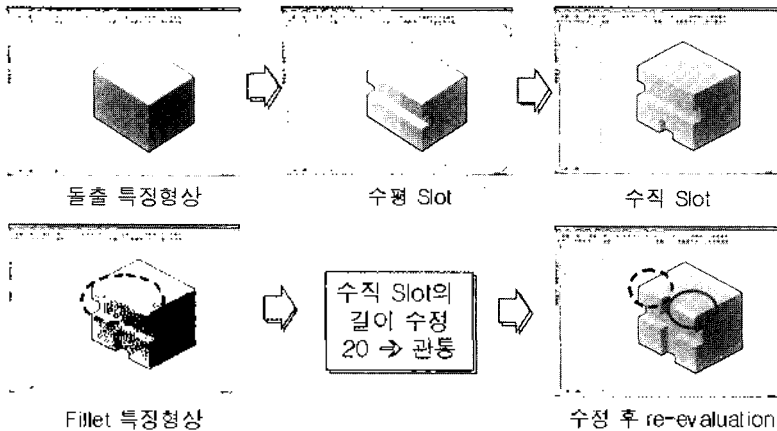 돌출 특징형상
수평 Slot
수직 Slot
수직 Slot의
길이 수정
20 → 관통
Fillet 특징형상
수정 후 re-evaluation